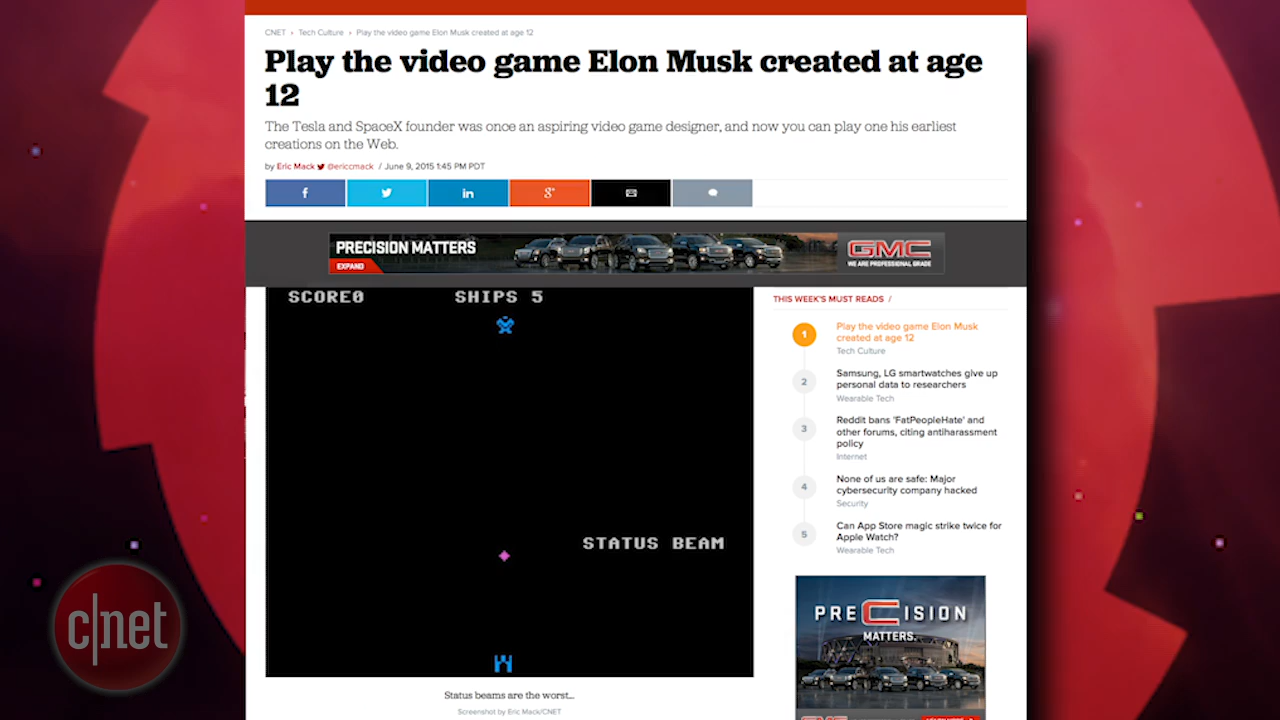 CNET › Tech Culture › Play the video game Elon Musk created at age 12
Play the video game Elon Musk created at age
12
The Tesla and SpaceX founder was once an aspiring video game designer, and now you can play one his earliest
creations on the Web.
by Eric Mack @ericcmack / June 9, 2015 1:45 PM PDT
f in g+
PRECISION MATTERS
EXPAND
GMC
WE ARE PROFESSIONAL GRADE
SCORE0 SHIPS 5
STATUS BEAM
Status beams are the worst...
Screenshot by Eric Mack/CNET
THIS WEEK'S MUST READS /
1
Play the video game Elon Musk
created at age 12
Tech Culture
2
Samsung, LG smartwatches give up
personal data to researchers
Wearable Tech
3
Reddit bans 'FatPeopleHate' and
other forums, citing antiharassment
policy
Internet
4
None of us are safe: Major
cybersecurity company hacked
Security
5
Can App Store magic strike twice for
Apple Watch?
Wearable Tech
PRECISION
MATTERS.
GMC
c|net